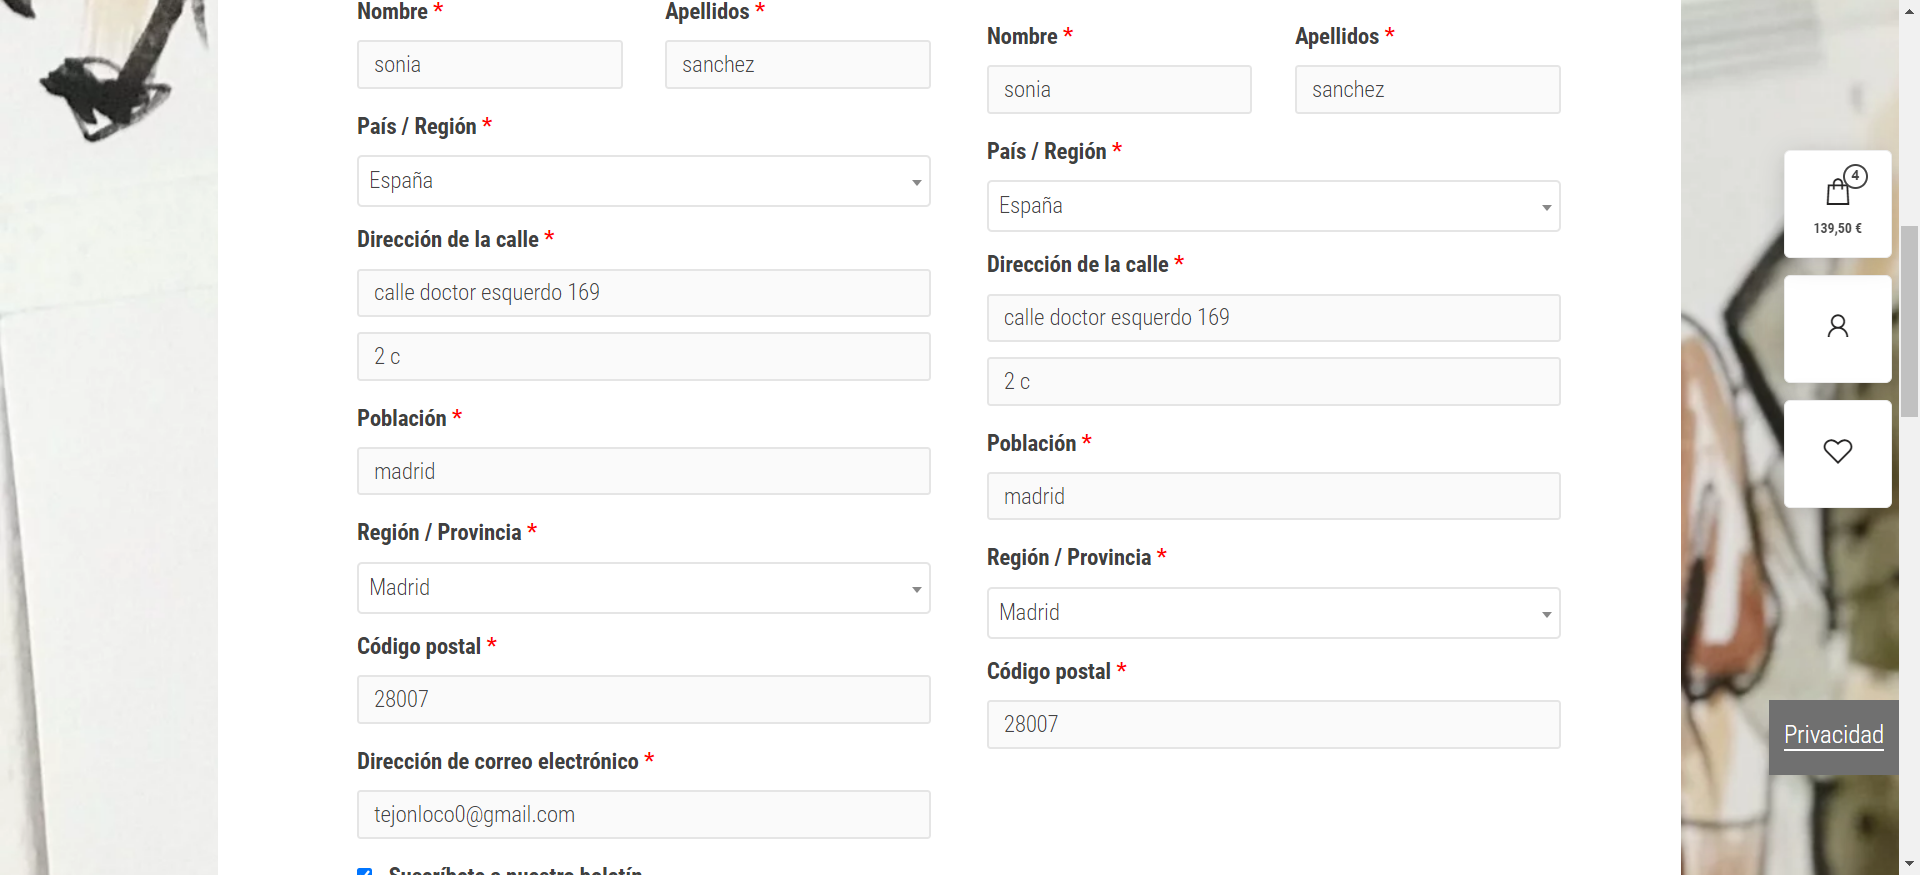 Nombre *
Apellidos *
sonia
sanchez
País / Región *
España
Dirección de la calle *
calle doctor esquerdo 169
2 c
Población *
madrid
Región / Provincia *
Madrid
Código postal *
28007
Dirección de correo electrónico *
tejonloco0@gmail.com
Suscríbete a nuestro boletín
Nombre *
Apellidos *
sonia
sanchez
País / Región *
España
Dirección de la calle *
calle doctor esquerdo 169
2 c
Población *
madrid
Región / Provincia *
Madrid
Código postal *
28007
4
139,50 €
Privacidad